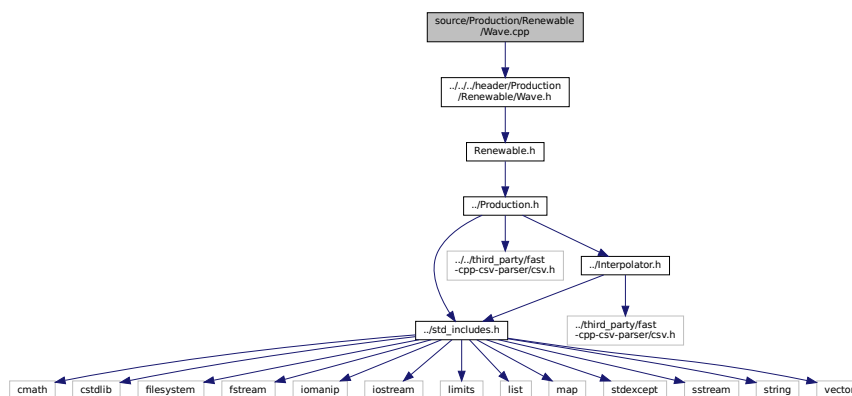 source/Production/Renewable
/Wave.cpp
../../../header/Production
/Renewable/Wave.h
Renewable.h
../Production.h
../../third_party/fast
-cpp-csv-parser/csv.h
../Interpolator.h
../third_party/fast
-cpp-csv-parser/csv.h
../std_includes.h
cmath
cstdlib
filesystem
fstream
iomanip
iostream
limits
list
map
stdexcept
sstream
string
vector